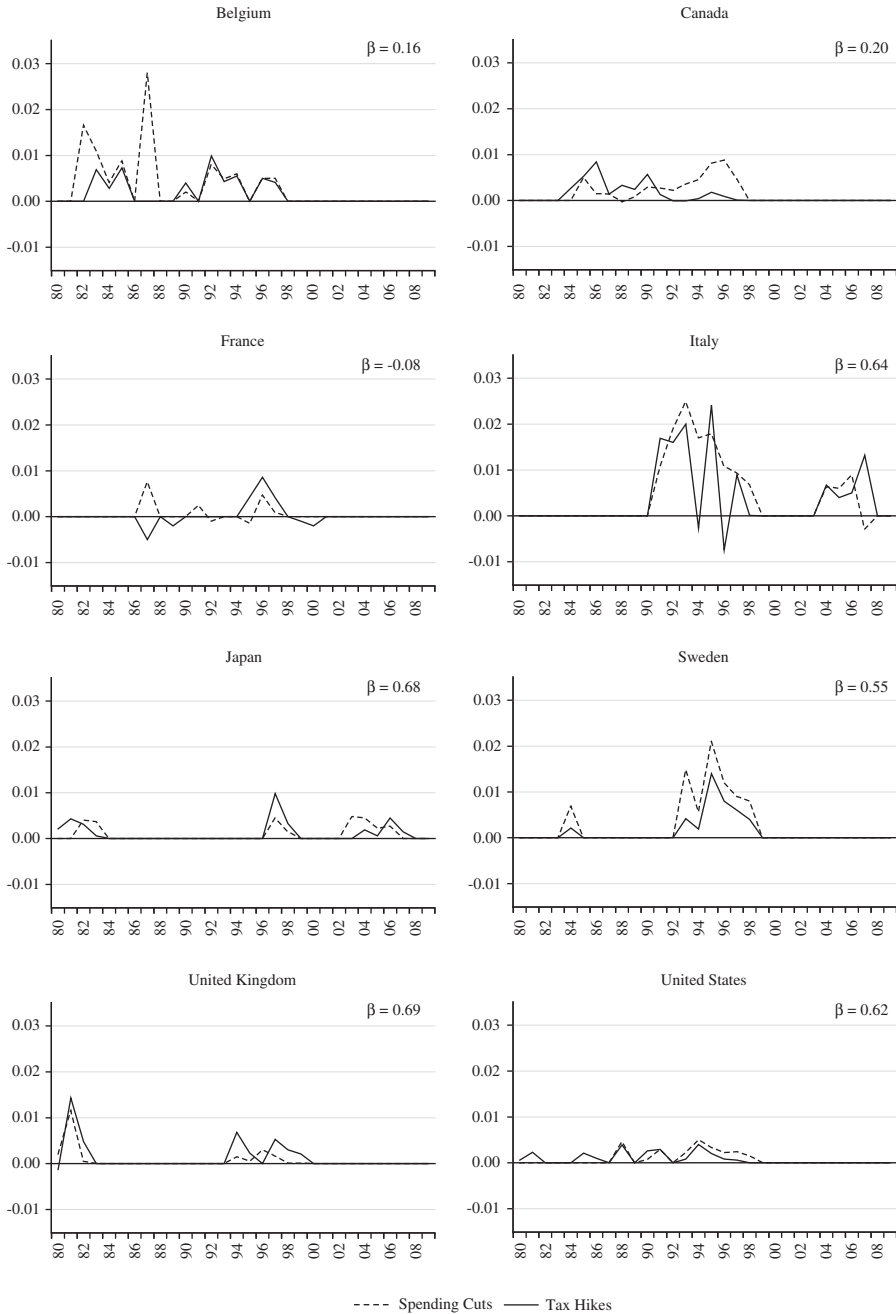 Belgium
β = 0.16
0.03
0.02
0.01
0.00
-0.01
80 82 84 86 88 90 92 94 96 98 00 02 04 06 08
Canada
β = 0.20
0.03
0.02
0.01
0.00
-0.01
80 82 84 86 88 90 92 94 96 98 00 02 04 06 08
France
β = -0.08
0.03
0.02
0.01
0.00
-0.01
80 82 84 86 88 90 92 94 96 98 00 02 04 06 08
Italy
β = 0.64
0.03
0.02
0.01
0.00
-0.01
80 82 84 86 88 90 92 94 96 98 00 02 04 06 08
Japan
β = 0.68
0.03
0.02
0.01
0.00
-0.01
80 82 84 86 88 90 92 94 96 98 00 02 04 06 08
Sweden
β = 0.55
0.03
0.02
0.01
0.00
-0.01
80 82 84 86 88 90 92 94 96 98 00 02 04 06 08
United Kingdom
β = 0.69
0.03
0.02
0.01
0.00
-0.01
80 82 84 86 88 90 92 94 96 98 00 02 04 06 08
United States
β = 0.62
0.03
0.02
0.01
0.00
-0.01
80 82 84 86 88 90 92 94 96 98 00 02 04 06 08
Spending Cuts Tax Hikes